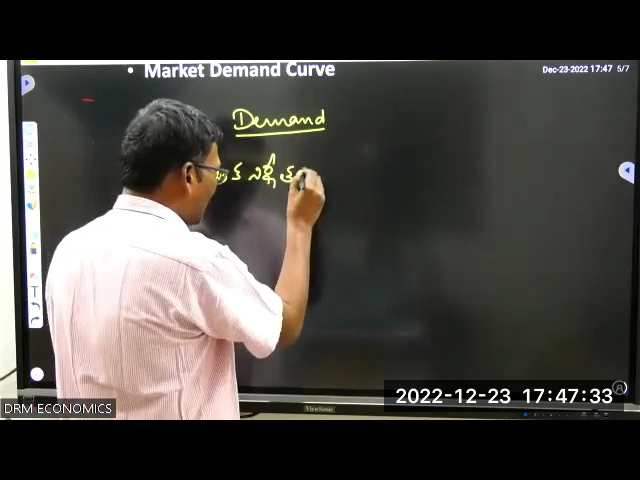 • Market Demand Curve
Dec-23-2022 17:47 5/7
Demand
2022-12-23 17:47:33
DRM ECONOMICS
ViewSonic